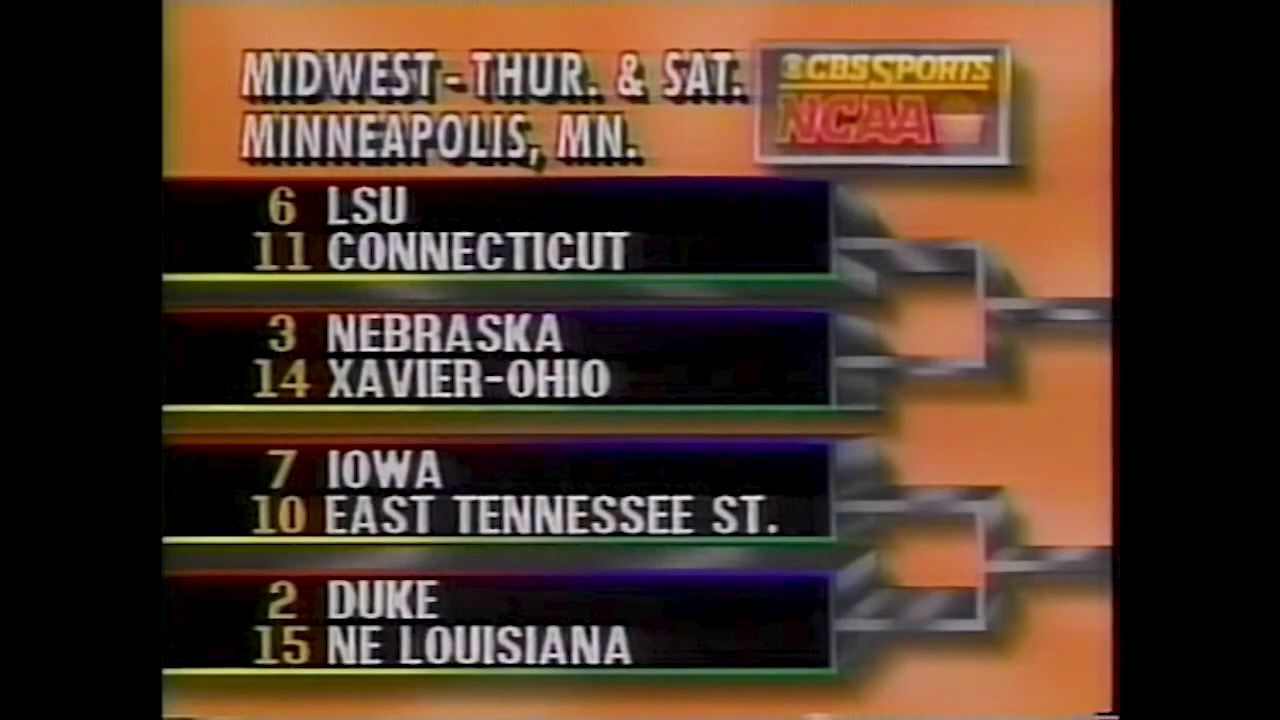 MIDWEST - THUR. & SAT.
MINNEAPOLIS, MN.
CBS SPORTS
NCAA
6 LSU
11 CONNECTICUT
3 NEBRASKA
14 XAVIER-OHIO
7 IOWA
10 EAST TENNESSEE ST.
2 DUKE
15 NE LOUISIANA